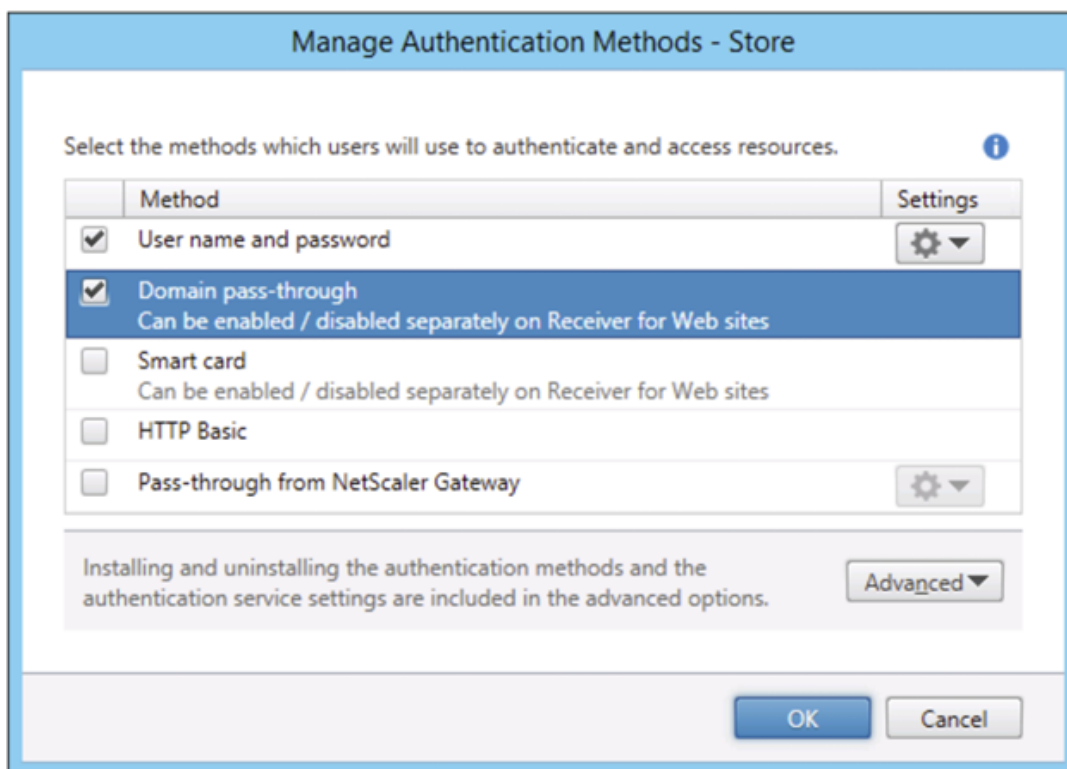 Manage Authentication Methods - Store
Select the methods which users will use to authenticate and access resources.
Method Settings
User name and password
Domain pass-through
Can be enabled / disabled separately on Receiver for Web sites
Smart card
Can be enabled / disabled separately on Receiver for Web sites
HTTP Basic
Pass-through from NetScaler Gateway
Installing and uninstalling the authentication methods and the
authentication service settings are included in the advanced options.
Advanced
OK Cancel